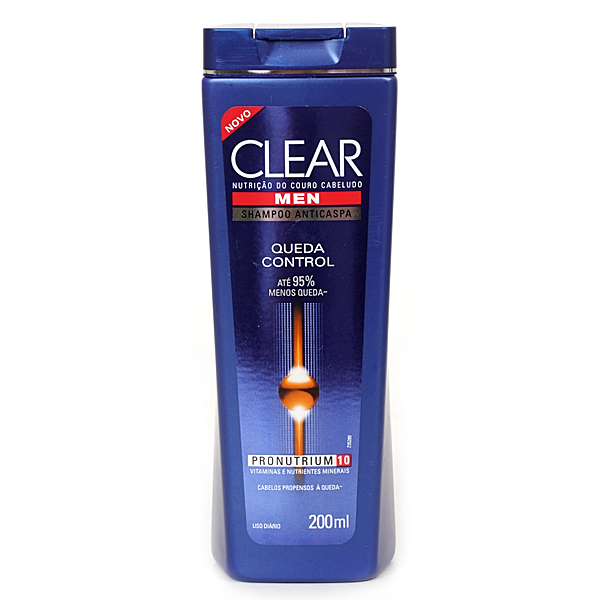 NOVO
CLEAR
NUTRIÇÃO DO COURO CABELUDO
MEN
SHAMPOO ANTICASPA
QUEDA
CONTROL
ATÉ 95%
MENOS QUEDA~
PRONUTRIUM 10
VITAMINAS E NUTRIENTES MINERAIS
CABELOS PROPENSOS À QUEDA~
USO DIÁRIO
200ml